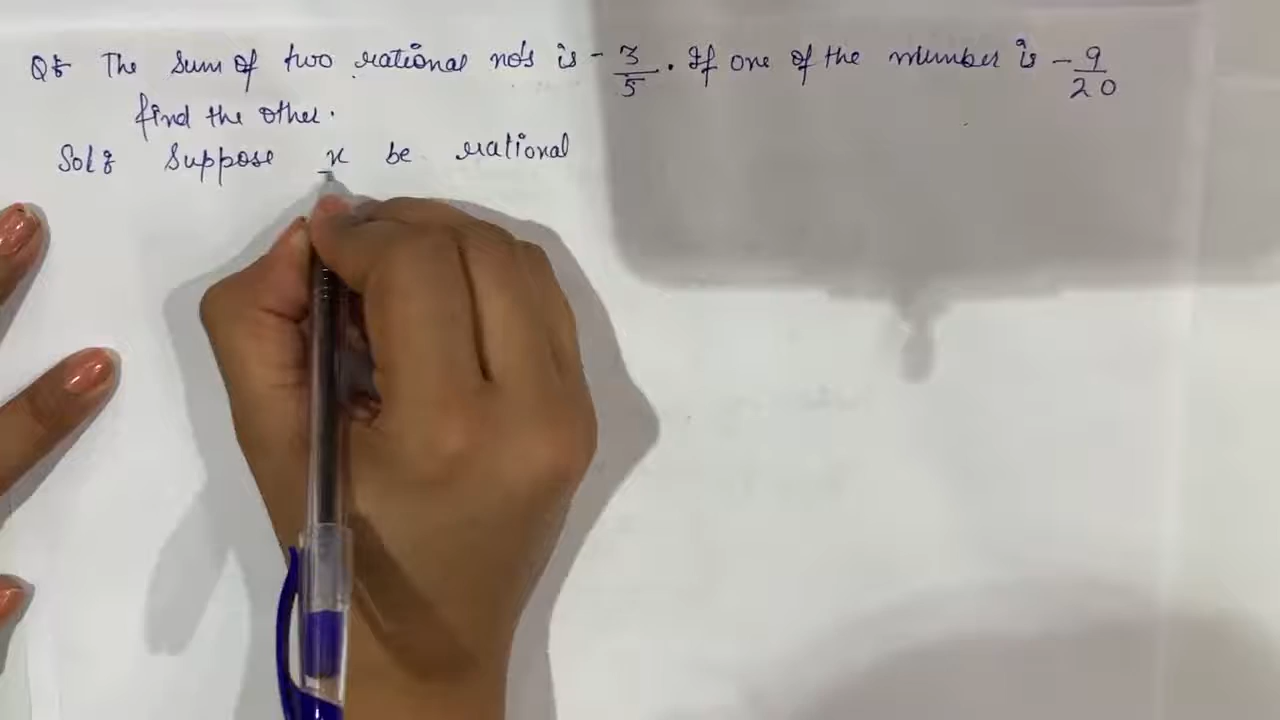 Q: The Sum of two rational no's is - 3/5 . If one of the number is - 9/20
find the other.
Sol: Suppose x be rational